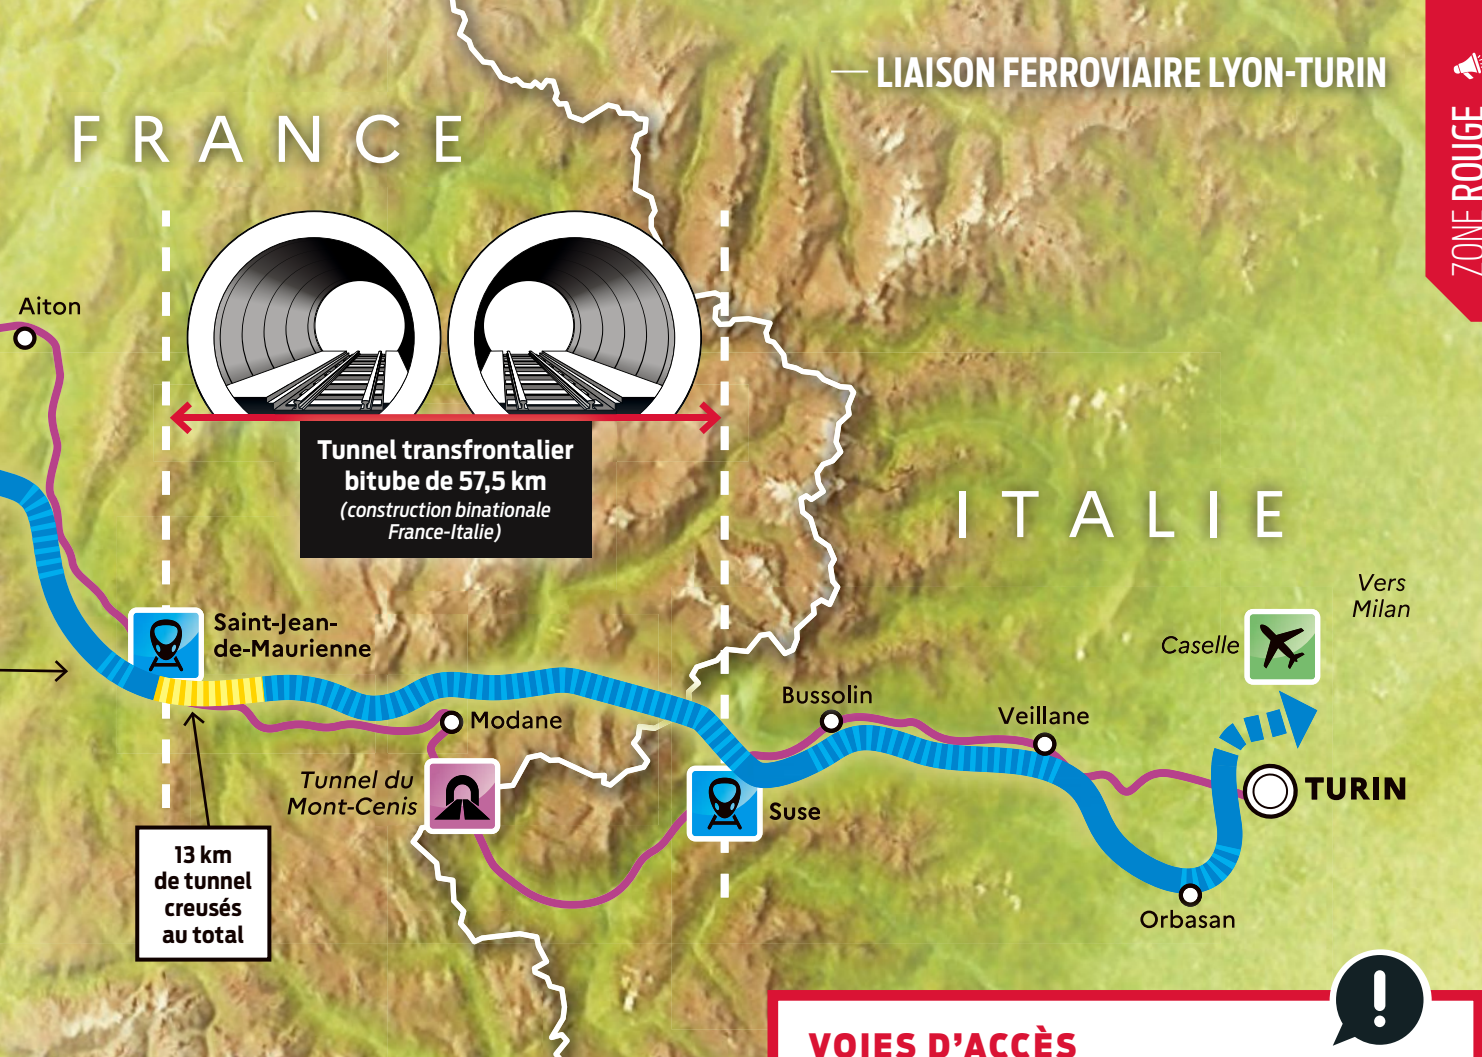 LIAISON FERROVIAIRE LYON-TURIN
ZONE ROUGE
FRANCE
Aiton
Tunnel transfrontalier
bitube de 57,5 km
(construction binationale
France-Italie)
ITALIE
Vers
Milan
Caselle
Saint-Jean-
de-Maurienne
Bussolin
Modane
Veillane
Tunnel du
Mont-Cenis
TURIN
Suse
13 km
de tunnel
creusés
au total
Orbasan
!
VOIES D'ACCÈS